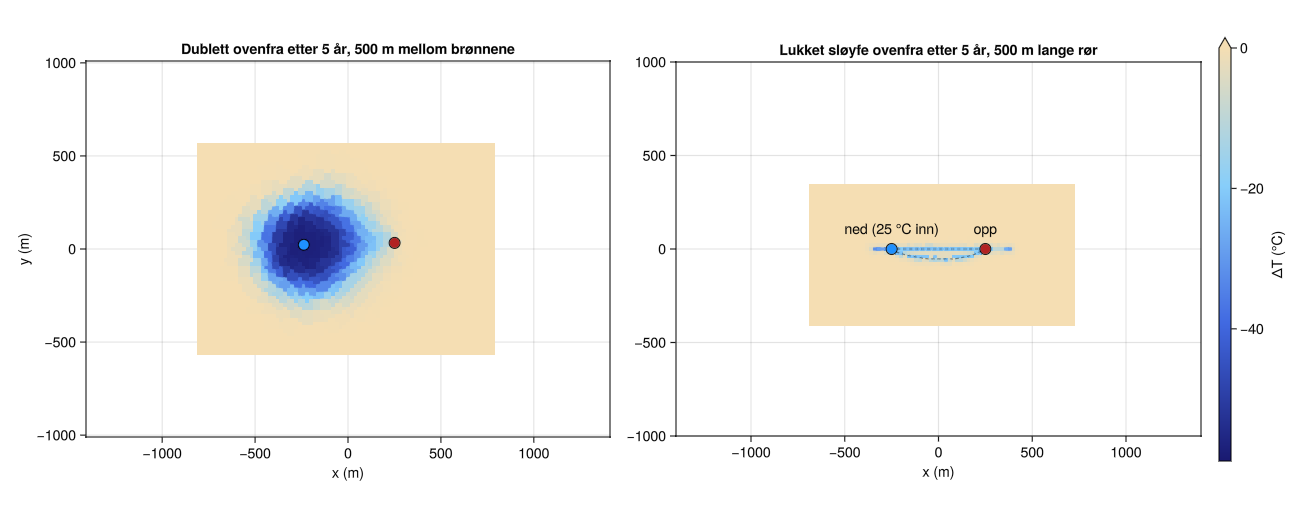 Dublett ovenfra etter 5 år, 500 m mellom brønnene
1000
500
0
−500
−1000
y (m)
−1000
−500
0
500
1000
x (m)
Lukket sløyfe ovenfra etter 5 år, 500 m lange rør
1000
500
0
−500
−1000
ned (25 °C inn)
opp
−1000
−500
0
500
1000
x (m)
0
−20
−40
ΔT (°C)